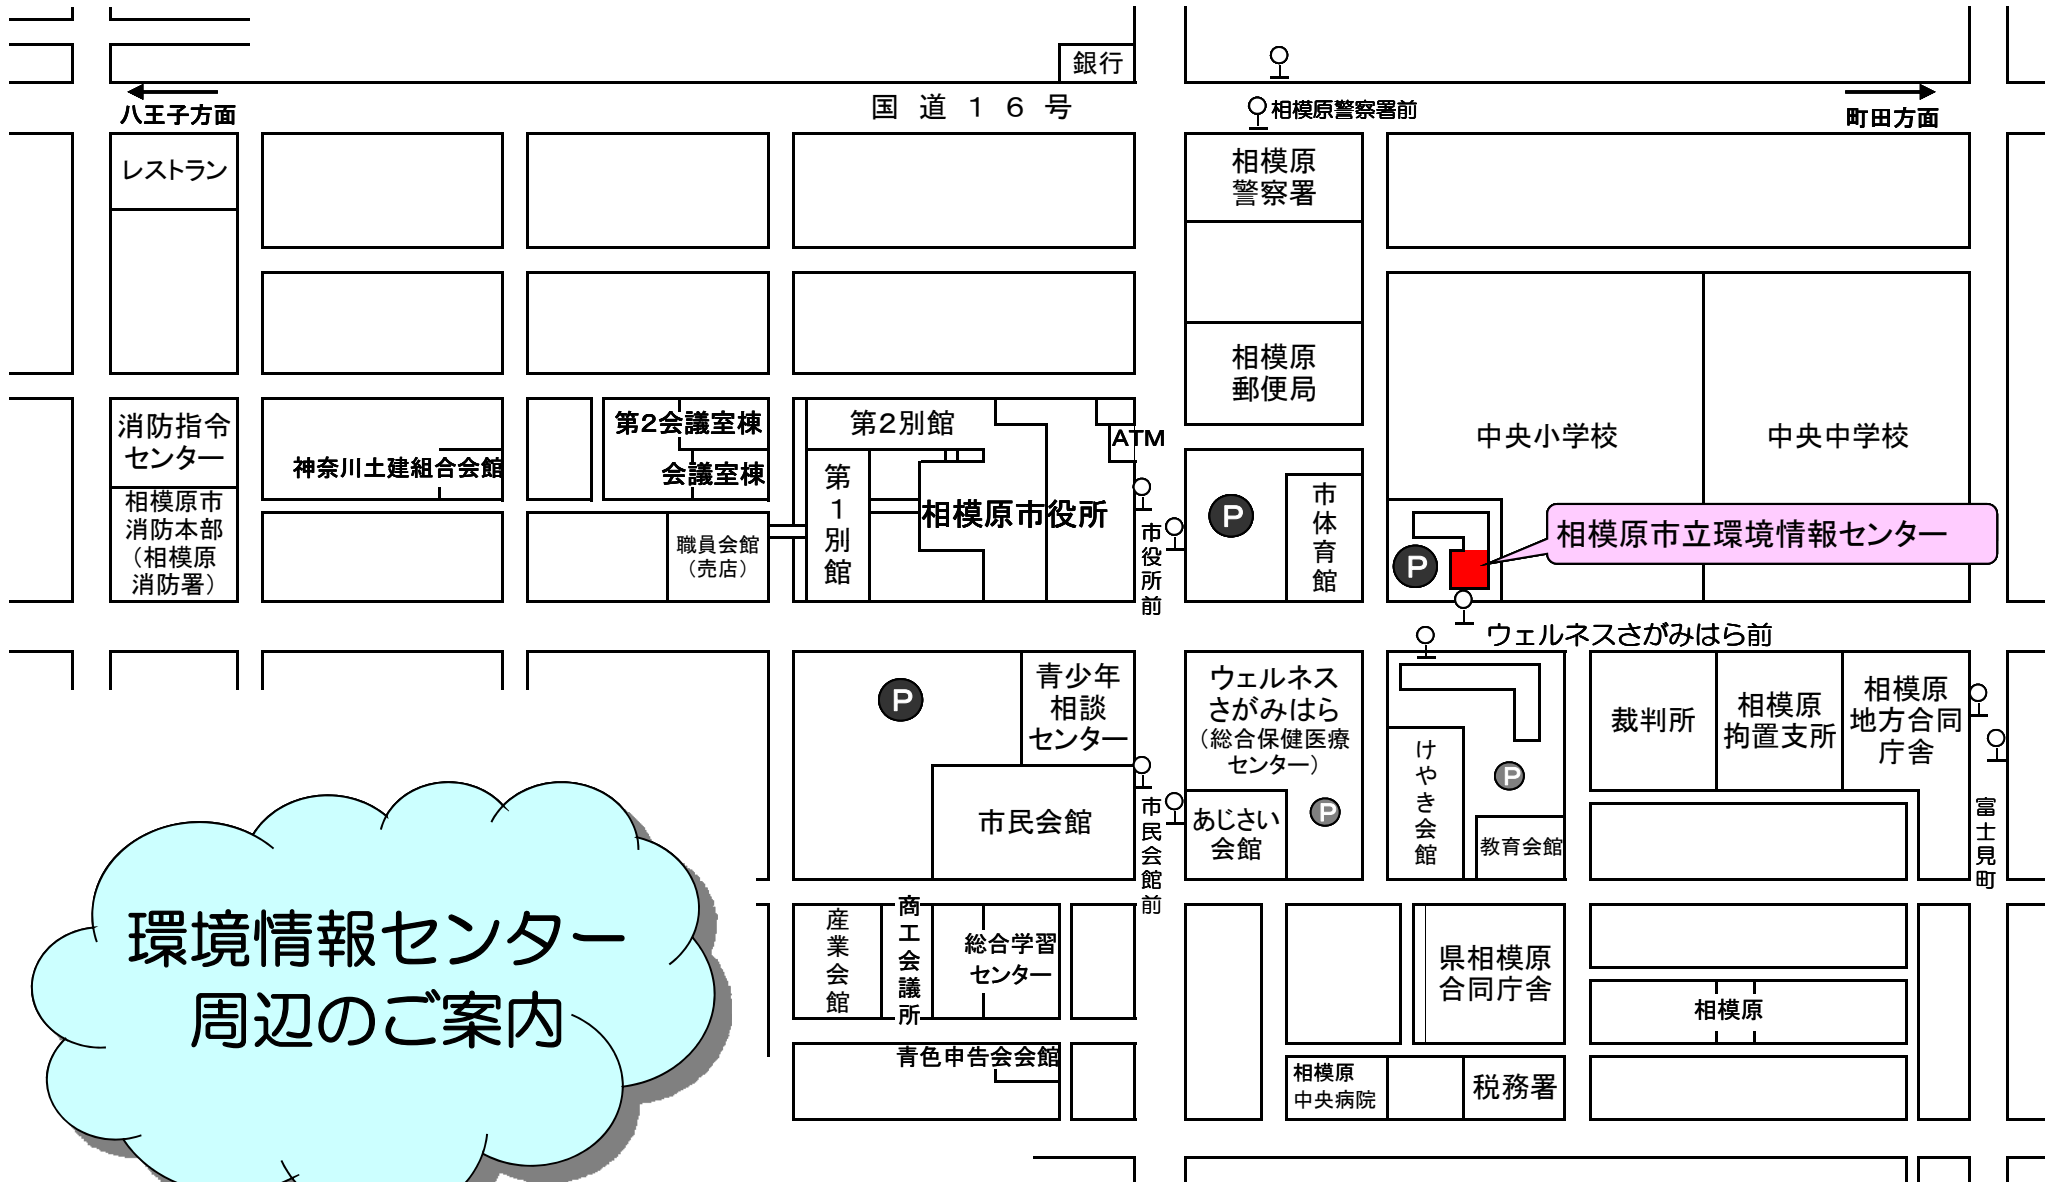 銀行
国道１６号
八王子方面
相模原警察署前
町田方面
レストラン
相模原
警察署
相模原
郵便局
消防指令
センター
相模原市
消防本部
（相模原
消防署）
神奈川土建組合会館
第2会議室棟
会議室棟
職員会館
（売店）
第2別館
第1別館
相模原市役所
ATM
市役所前
P
市体育館
中央小学校
中央中学校
P
相模原市立環境情報センター
ウェルネスさがみはら前
P
青少年
相談
センター
市民会館
市民会館前
ウェルネス
さがみはら
（総合保健医療
センター）
あじさい
会館
P
けやき会館
P
教育会館
裁判所
相模原
拘置支所
相模原
地方合同
庁舎
富士見町
産業会館
商工会議所
総合学習
センター
青色申告会会館
県相模原
合同庁舎
相模原
相模原
中央病院
税務署
環境情報センター
周辺のご案内